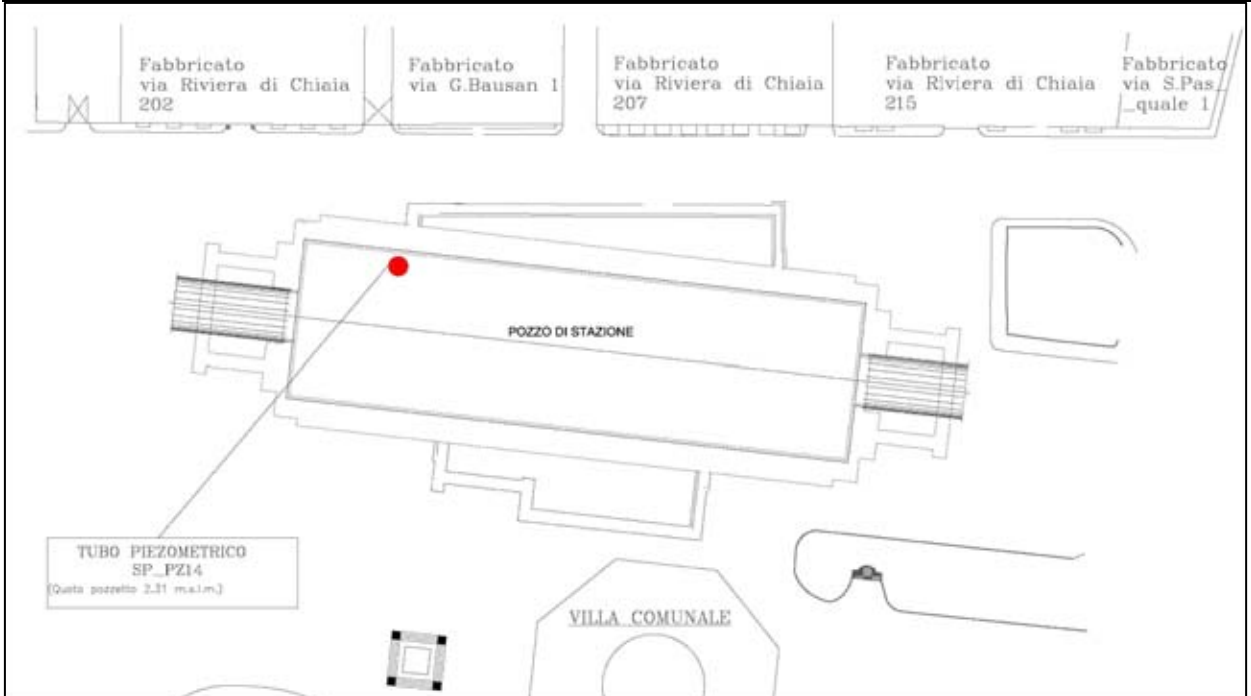 Fabbricato
via Riviera di Chiaia
202
Fabbricato
via G.Bausan 1
Fabbricato
via Riviera di Chiaia
207
Fabbricato
via Riviera di Chiaia
215
Fabbricato
via S.Pas_
_quale 1
POZZO DI STAZIONE
TUBO PIEZOMETRICO
SP_PZ14
(Quota pozzetto 2.31 m.s.l.m.)
VILLA COMUNALE